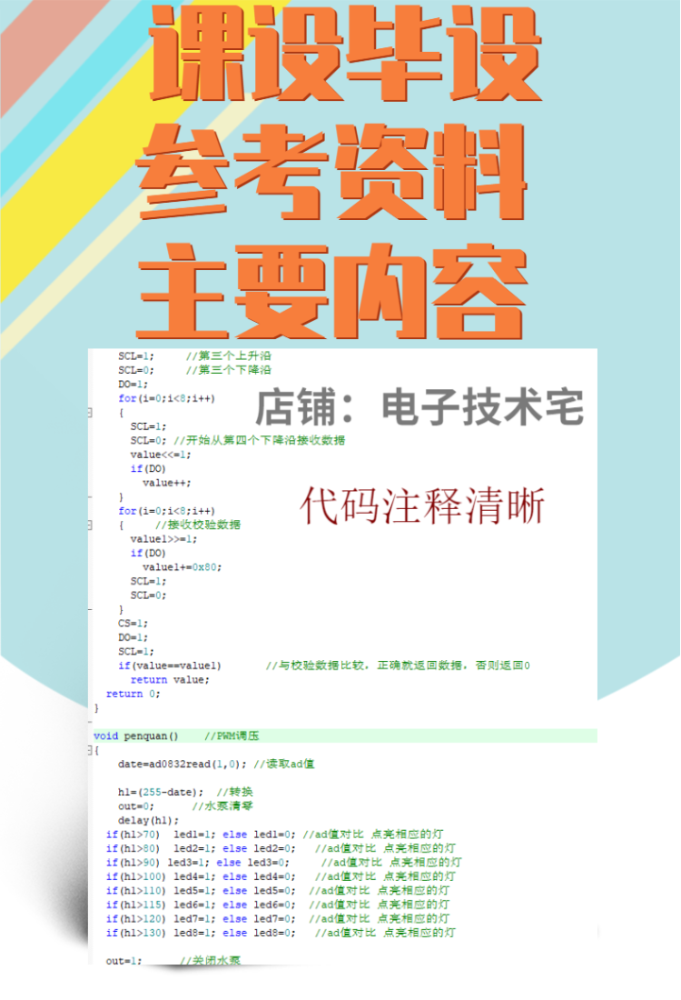 课设毕设
参考资料
主要内容
SCL=1;     //第三个上升沿
SCL=0;     //第三个下降沿
DO=1;
for(i=0;i<8;i++)
店铺：电子技术宅
{
SCL=1;
SCL=0; //开始从第四个下降沿接收数据
value<<=1;
if(DO)
value++;
}
代码注释清晰
for(i=0;i<8;i++)
{     //接收校验数据
value1>>=1;
if(DO)
value1+=0x80;
SCL=1;
SCL=0;
}
CS=1;
DO=1;
SCL=1;
if(value==value1)       //与校验数据比较，正确就返回数据，否则返回0
return value;
return 0;
}
void penquan()    //PWM调压
{
date=ad0832read(1,0); //读取ad值
h1=(255-date);  //转换
out=0;      //水泵清零
delay(h1);
if(h1>70)  led1=1; else led1=0; //ad值对比 点亮相应的灯
if(h1>80)  led2=1; else led2=0;   //ad值对比 点亮相应的灯
if(h1>90) led3=1; else led3=0;     //ad值对比 点亮相应的灯
if(h1>100) led4=1; else led4=0;   //ad值对比 点亮相应的灯
if(h1>110) led5=1; else led5=0;  //ad值对比 点亮相应的灯
if(h1>115) led6=1; else led6=0;  //ad值对比 点亮相应的灯
if(h1>120) led7=1; else led7=0;  //ad值对比 点亮相应的灯
if(h1>130) led8=1; else led8=0;   //ad值对比 点亮相应的灯
out=1;      //关闭水泵